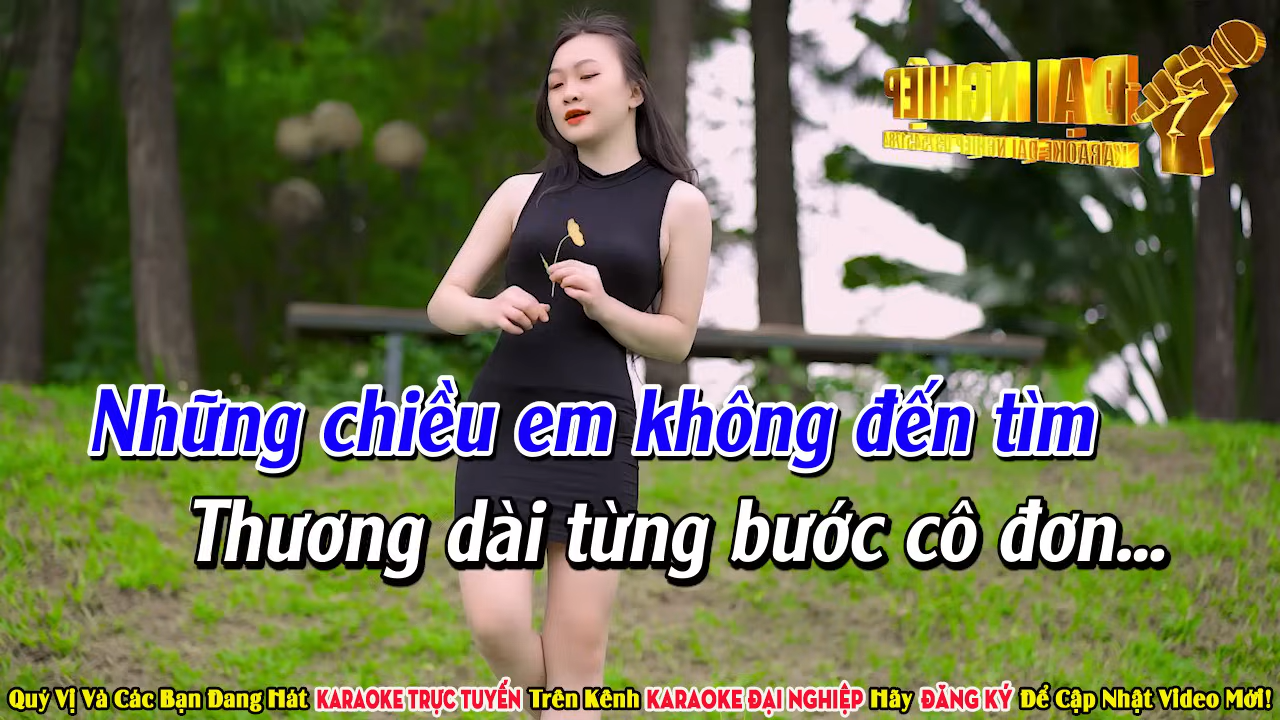 ĐẠI NGHIỆP
Những chiều em không đến tìm
Thương dài từng bước cô đơn...
Quý Vị Và Các Bạn Đang Hát KARAOKE TRỰC TUYẾN Trên Kênh KARAOKE ĐẠI NGHIỆP Hãy ĐĂNG KÝ Để Cập Nhật Video Mới!